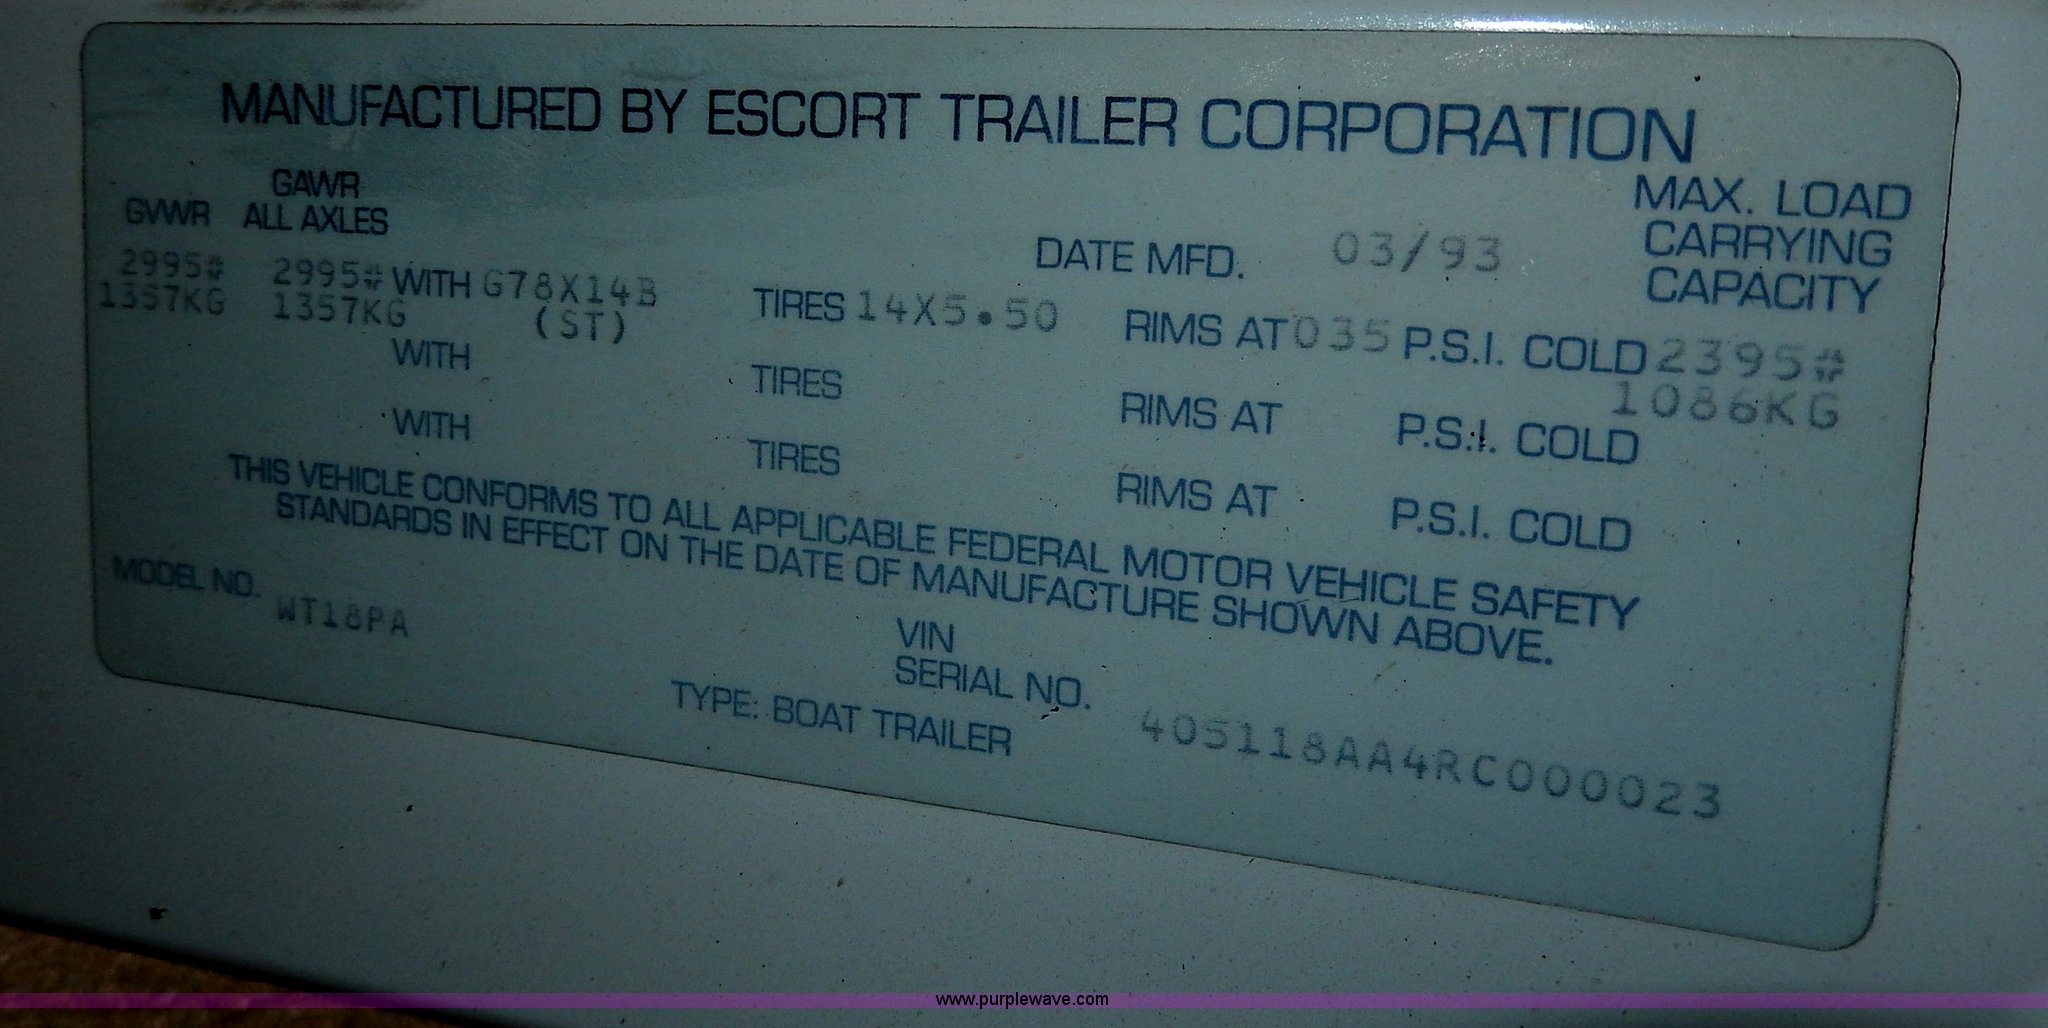 MANUFACTURED BY ESCORT TRAILER CORPORATION
GVWR GAWR ALL AXLES DATE MFD. 03/93 MAX. LOAD CARRYING CAPACITY
2995# 2995# WITH G78X14B TIRES 14X5.50 RIMS AT 035 P.S.I. COLD 2395#
1357KG 1357KG (ST) 1086KG
WITH TIRES RIMS AT P.S.I. COLD
WITH TIRES RIMS AT P.S.I. COLD
THIS VEHICLE CONFORMS TO ALL APPLICABLE FEDERAL MOTOR VEHICLE SAFETY
STANDARDS IN EFFECT ON THE DATE OF MANUFACTURE SHOWN ABOVE.
MODEL NO. WT18PA
VIN
SERIAL NO. 405118AA4RC000023
TYPE: BOAT TRAILER
www.purplewave.com